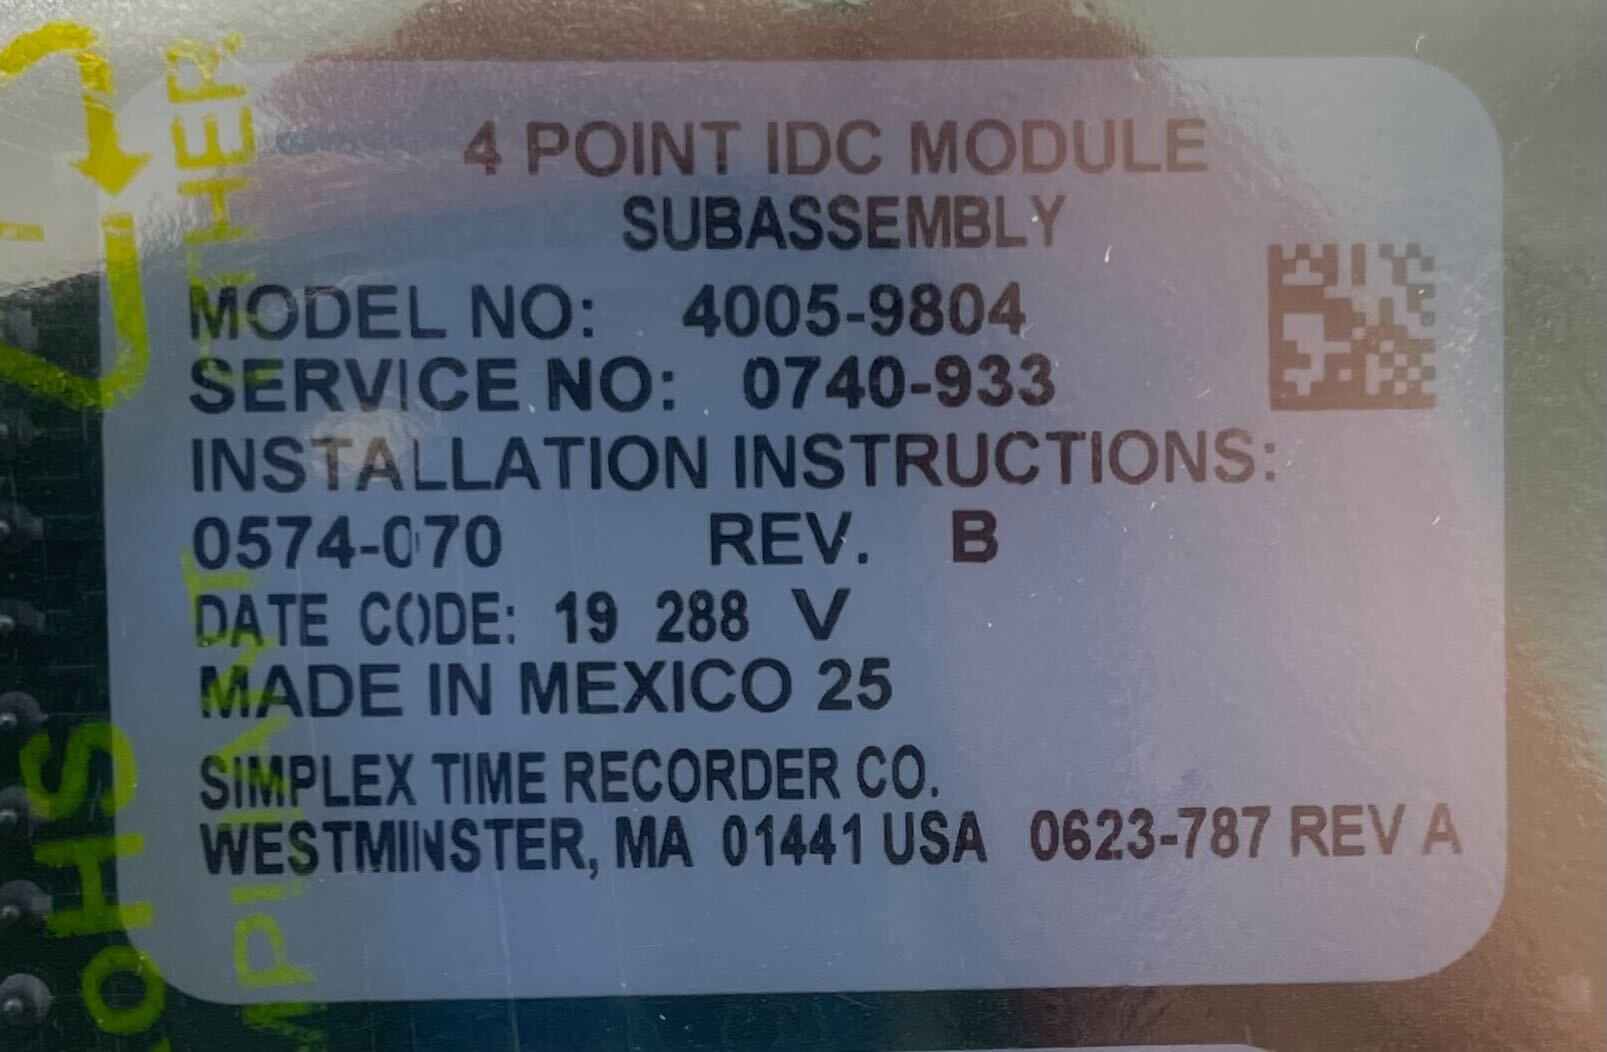 4 POINT IDC MODULE
SUBASSEMBLY
MODEL NO: 4005-9804
SERVICE NO: 0740-933
INSTALLATION INSTRUCTIONS:
0574-070 REV. B
DATE CODE: 19 288 V
MADE IN MEXICO 25
SIMPLEX TIME RECORDER CO.
WESTMINSTER, MA 01441 USA 0623-787 REV A